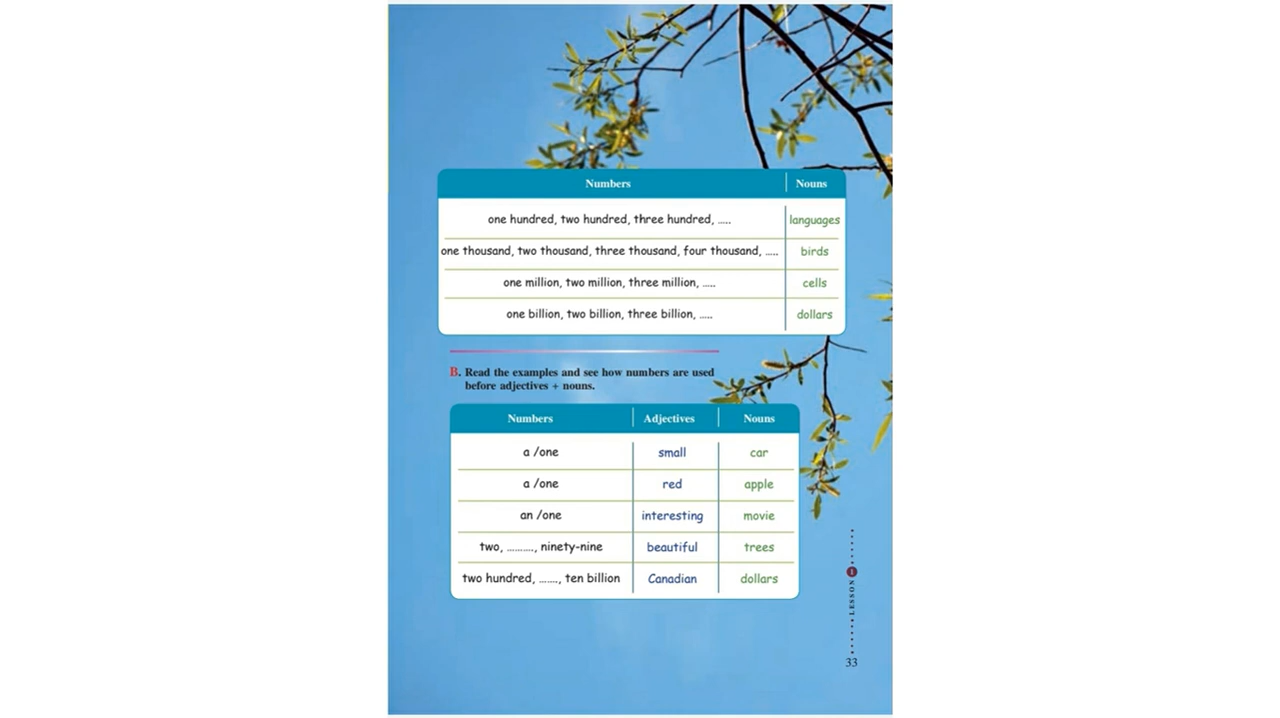 Numbers Nouns
one hundred, two hundred, three hundred, ..... languages
one thousand, two thousand, three thousand, four thousand, ..... birds
one million, two million, three million, ..... cells
one billion, two billion, three billion, ..... dollars
B. Read the examples and see how numbers are used
before adjectives + nouns.
Numbers Adjectives Nouns
a /one small car
a /one red apple
an /one interesting movie
two, .........., ninety-nine beautiful trees
two hundred, ......., ten billion Canadian dollars
LESSON 1
33